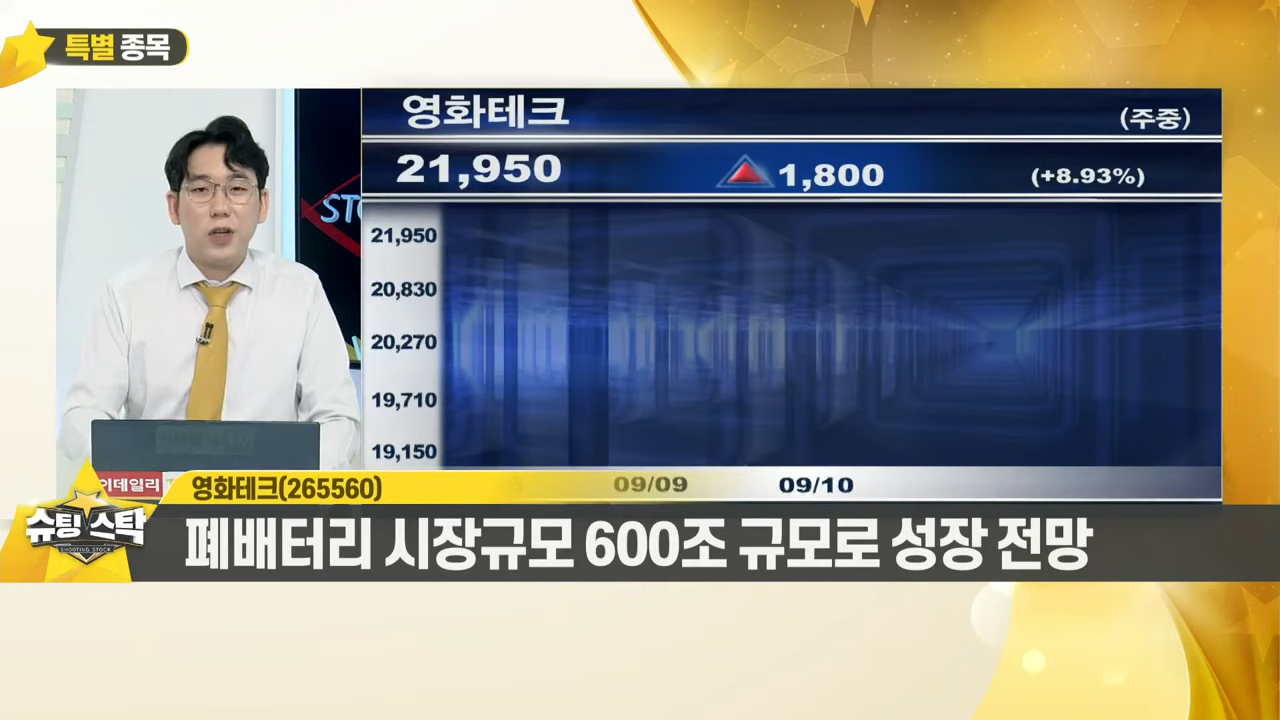 특별 종목
영화테크
(주중)
21,950
1,800
(+8.93%)
STO
21,950
20,830
20,270
19,710
19,150
09/09
09/10
이데일리
영화테크(265560)
슈팅 스탁
SHOOTING STOCK
폐배터리 시장규모 600조 규모로 성장 전망